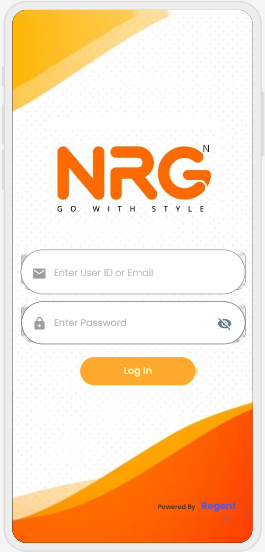 NRG N
GO WITH STYLE
Enter User ID or Email
Enter Password
Log In
Powered By Regent